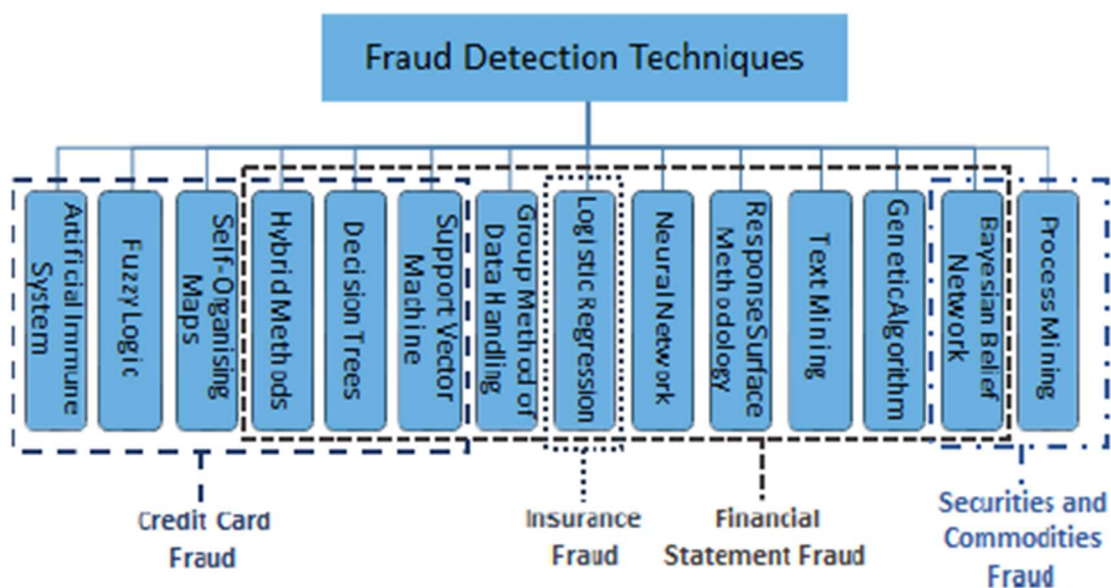 Fraud Detection Techniques
Artificial Immune
System
Fuzzy Logic
Self-Organising
Maps
Hybrid Methods
Decision Trees
Support Vector
Machine
Group Method of
Data Handling
Logistic Regression
Neural Network
Response Surface
Methodology
Text Mining
Genetic Algorithm
Bayesian Belief
Network
Process Mining
Credit Card
Fraud
Insurance
Fraud
Financial
Statement Fraud
Securities and
Commodities
Fraud